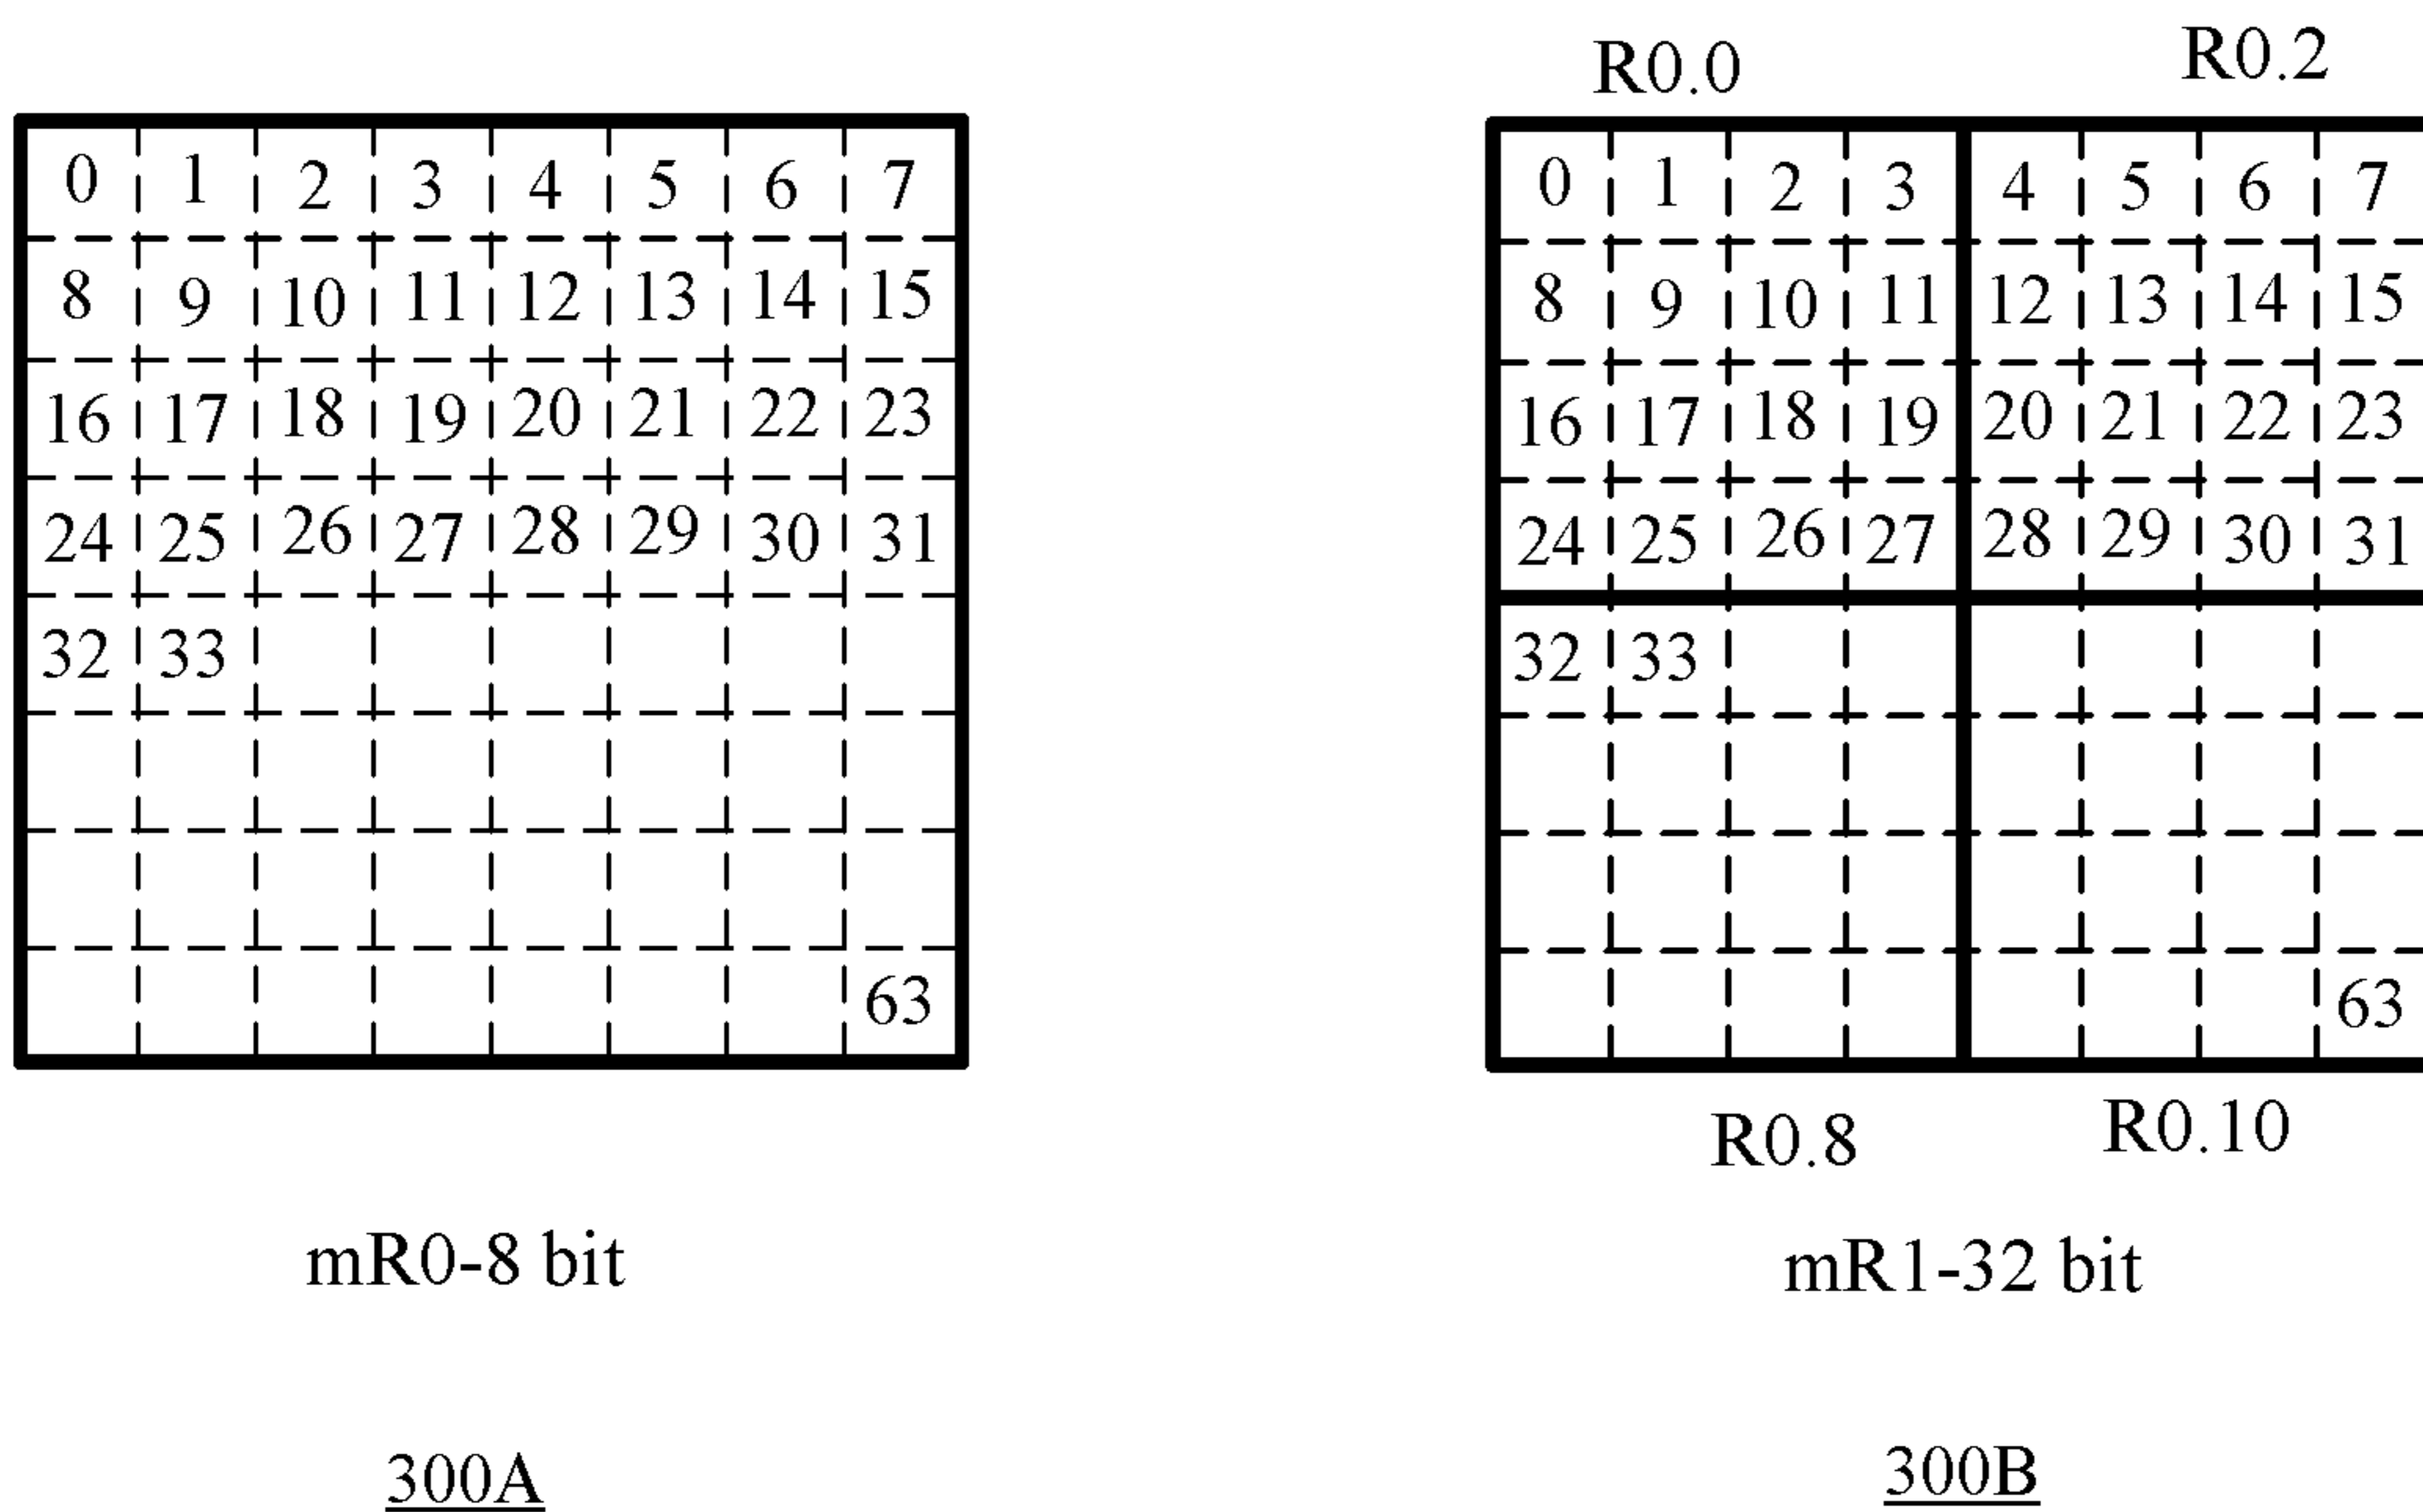 0 1 2 3 4 5 6 7
8 9 10 11 12 13 14 15
16 17 18 19 20 21 22 23
24 25 26 27 28 29 30 31
32 33
63
mR0-8 bit
300A
R0.0 R0.2
0 1 2 3 4 5 6 7
8 9 10 11 12 13 14 15
16 17 18 19 20 21 22 23
24 25 26 27 28 29 30 31
32 33
63
R0.8 R0.10
mR1-32 bit
300B